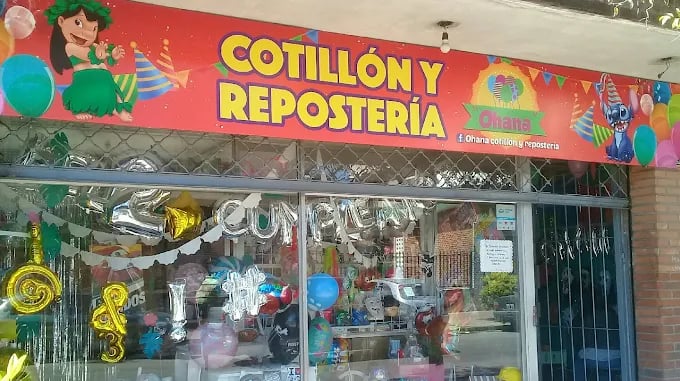 COTILLÓN Y
REPOSTERÍA
Ohana
Ohana cotillón y repostería